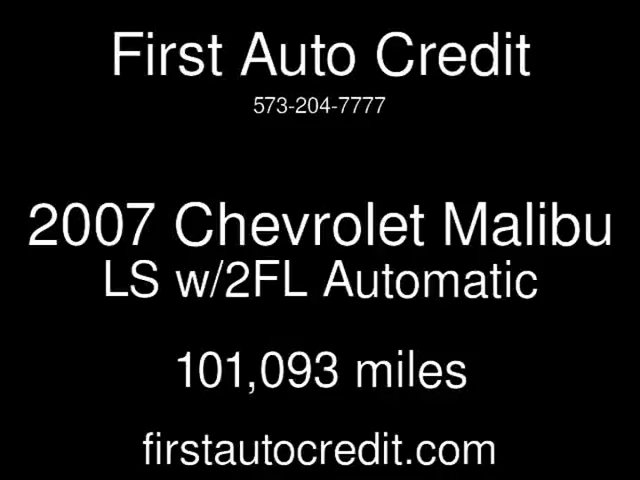 First Auto Credit
573-204-7777
2007 Chevrolet Malibu
LS w/2FL Automatic
101,093 miles
firstautocredit.com